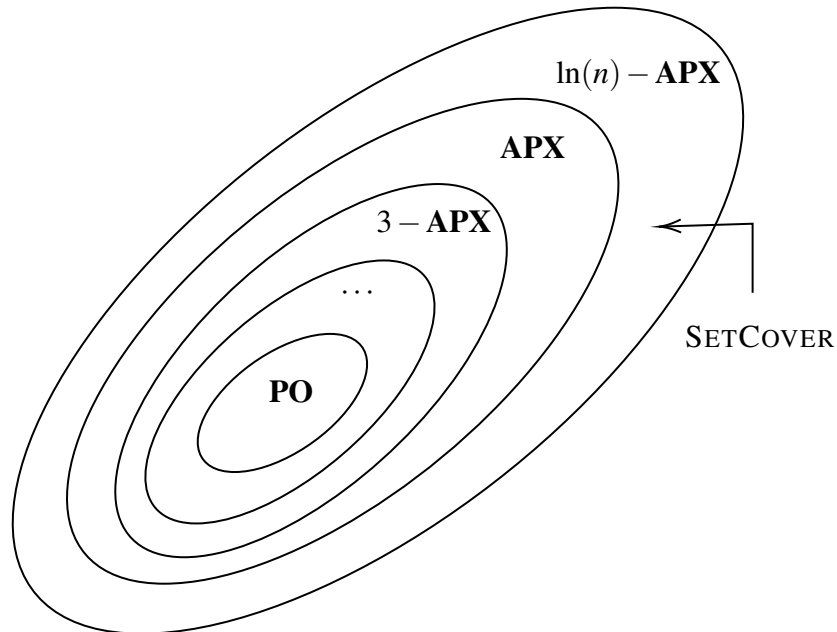 ln(n) − APX
APX
3 − APX
...
PO
SETCOVER